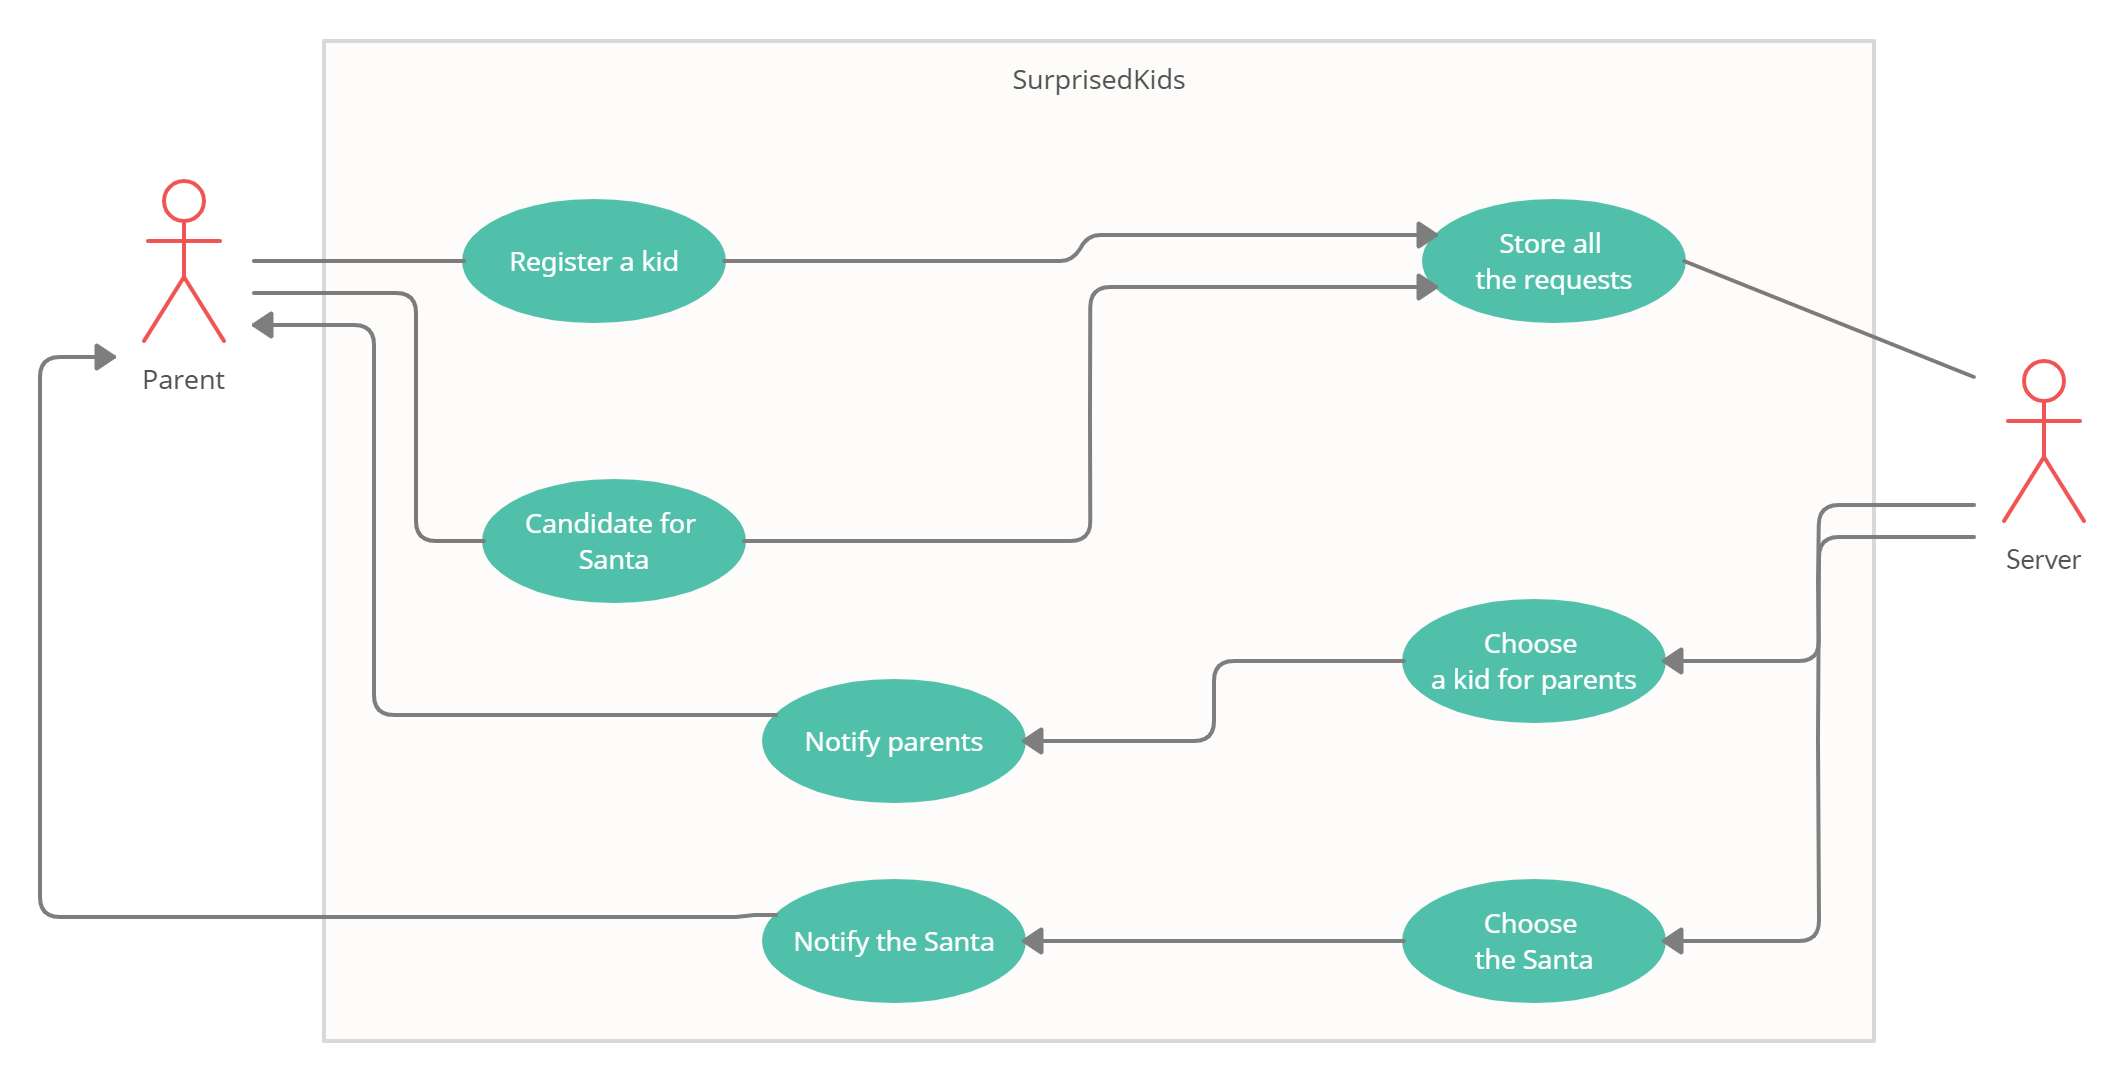 SurprisedKids
Parent
Register a kid
Store all
the requests
Server
Candidate for
Santa
Choose
a kid for parents
Notify parents
Notify the Santa
Choose
the Santa